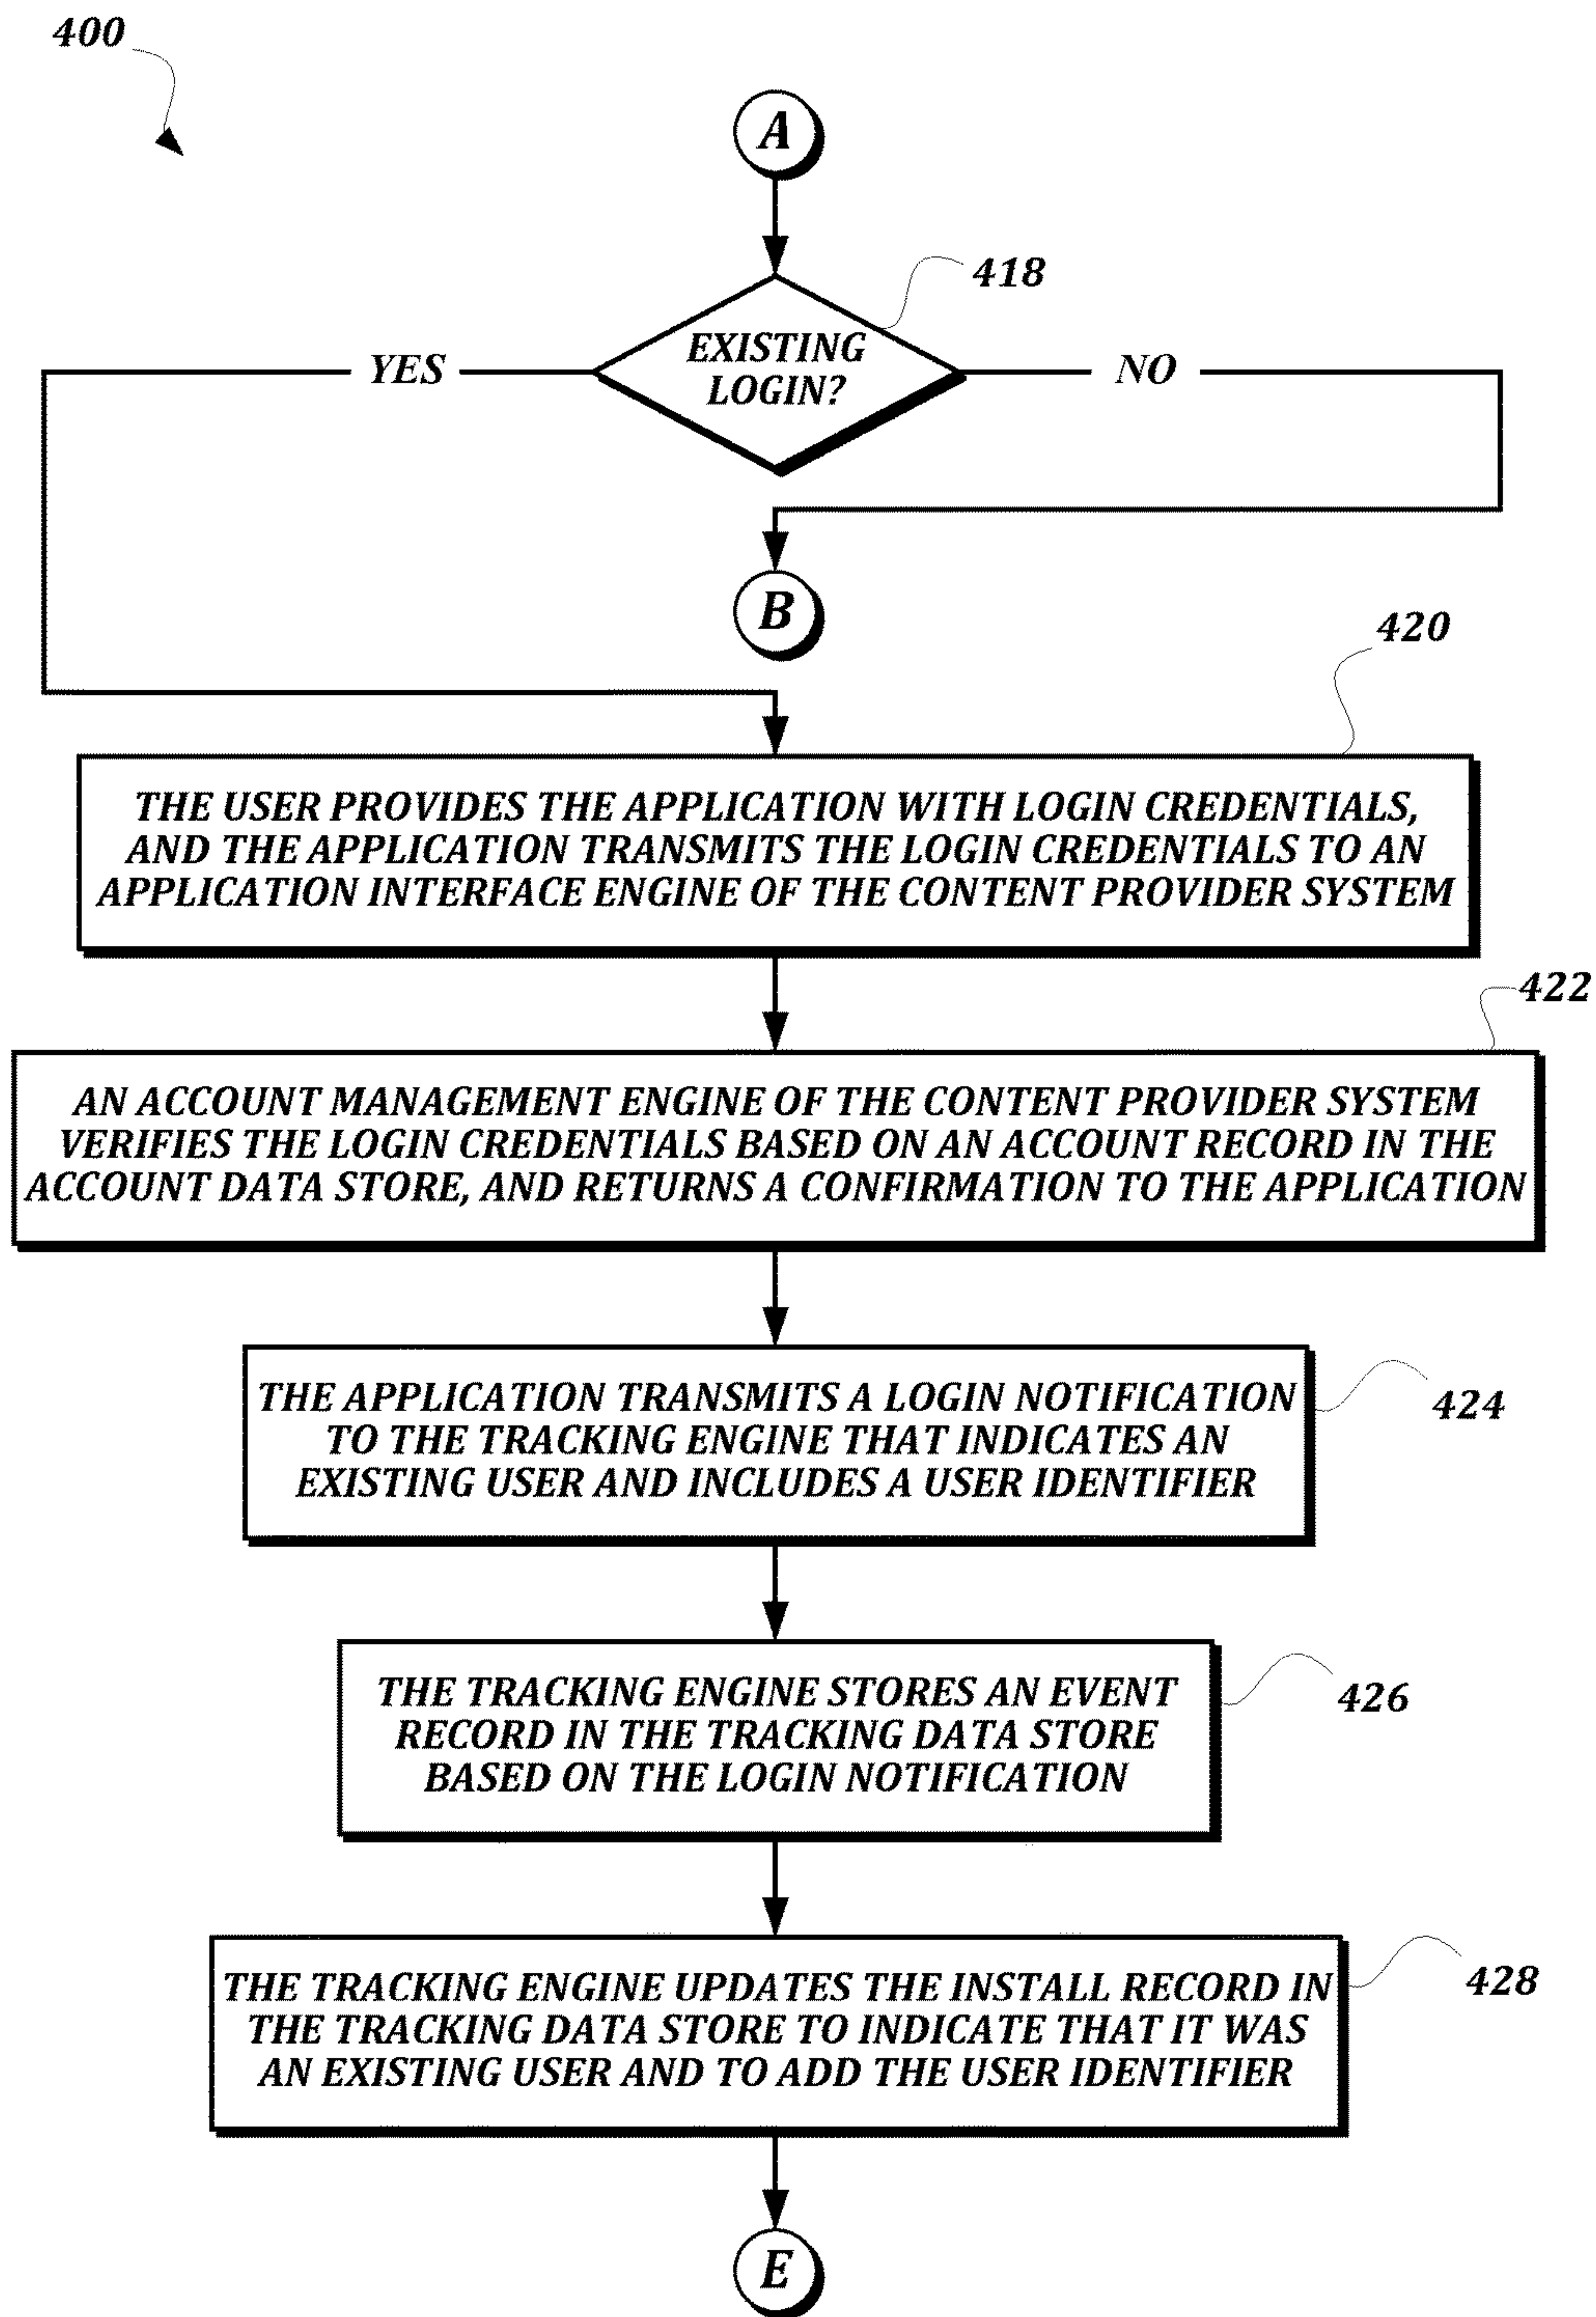 400
A
418
EXISTING
LOGIN?
YES
NO
B
420
THE USER PROVIDES THE APPLICATION WITH LOGIN CREDENTIALS,
AND THE APPLICATION TRANSMITS THE LOGIN CREDENTIALS TO AN
APPLICATION INTERFACE ENGINE OF THE CONTENT PROVIDER SYSTEM
422
AN ACCOUNT MANAGEMENT ENGINE OF THE CONTENT PROVIDER SYSTEM
VERIFIES THE LOGIN CREDENTIALS BASED ON AN ACCOUNT RECORD IN THE
ACCOUNT DATA STORE, AND RETURNS A CONFIRMATION TO THE APPLICATION
THE APPLICATION TRANSMITS A LOGIN NOTIFICATION
TO THE TRACKING ENGINE THAT INDICATES AN
EXISTING USER AND INCLUDES A USER IDENTIFIER
424
THE TRACKING ENGINE STORES AN EVENT
RECORD IN THE TRACKING DATA STORE
BASED ON THE LOGIN NOTIFICATION
426
THE TRACKING ENGINE UPDATES THE INSTALL RECORD IN
THE TRACKING DATA STORE TO INDICATE THAT IT WAS
AN EXISTING USER AND TO ADD THE USER IDENTIFIER
428
E